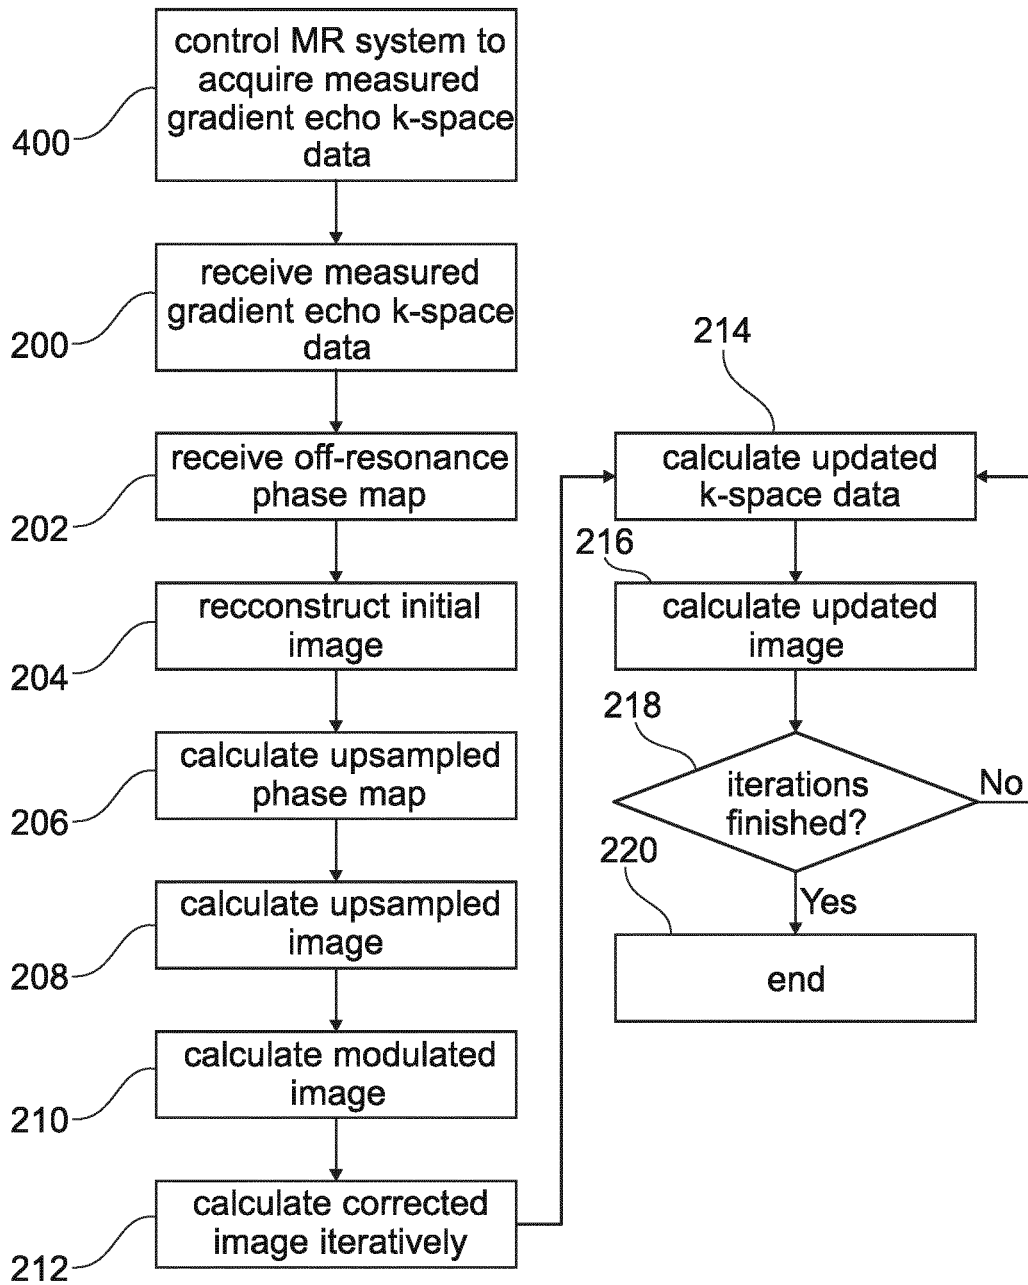 control MR system to
acquire measured
gradient echo k-space
data
400
receive measured
gradient echo k-space
data
200
receive off-resonance
phase map
202
recconstruct initial
image
204
calculate upsampled
phase map
206
calculate upsampled
image
208
calculate modulated
image
210
calculate corrected
image iteratively
212
214
calculate updated
k-space data
216
calculate updated
image
218
iterations
finished?
No
Yes
220
end